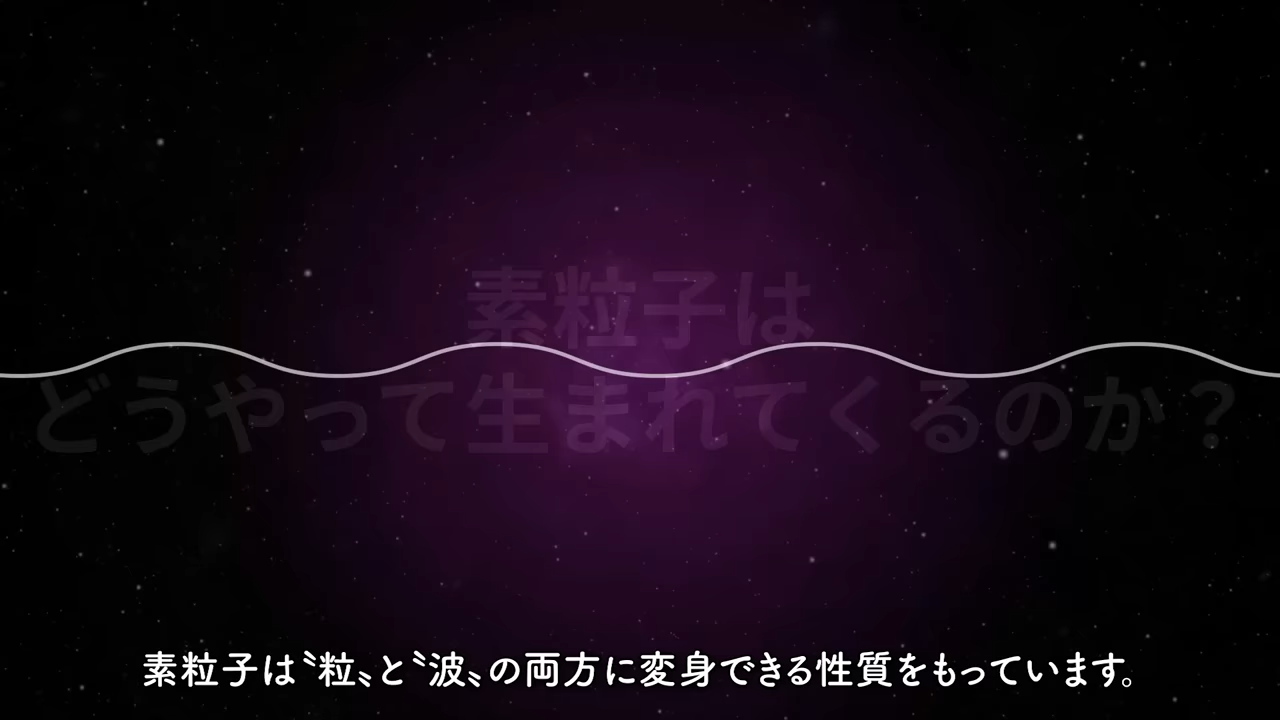 素粒子は
どうやって生まれてくるのか？
素粒子は〝粒〟と〝波〟の両方に変身できる性質をもっています。